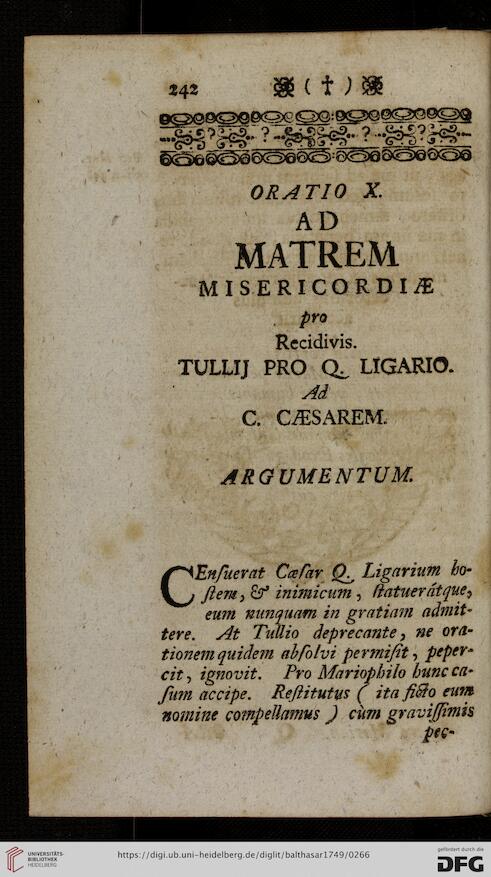 242 ( † )
ORATIO X.
AD
MATREM
MISERICORDIÆ
pro
Recidivis.
TULLIJ PRO Q. LIGARIO.
Ad
C. CÆSAREM.
ARGUMENTUM.
CEnſuerat Cæſar Q. Ligarium ho-
ſtem, & inimicum, ſtatuerátque,
eum nunquam in gratiam admit-
tere. At Tullio deprecante, ne ora-
tionem quidem abſolvi permiſit, peper-
cit, ignovit. Pro Mariophilo hunc ca-
ſum accipe. Reſtitutus ( ita ficto eum
nomine compellamus ) cùm graviſſimis
pec-
UNIVERSITÄTS-
BIBLIOTHEK
HEIDELBERG
https://digi.ub.uni-heidelberg.de/diglit/balthasar1749/0266
gefördert durch die
DFG